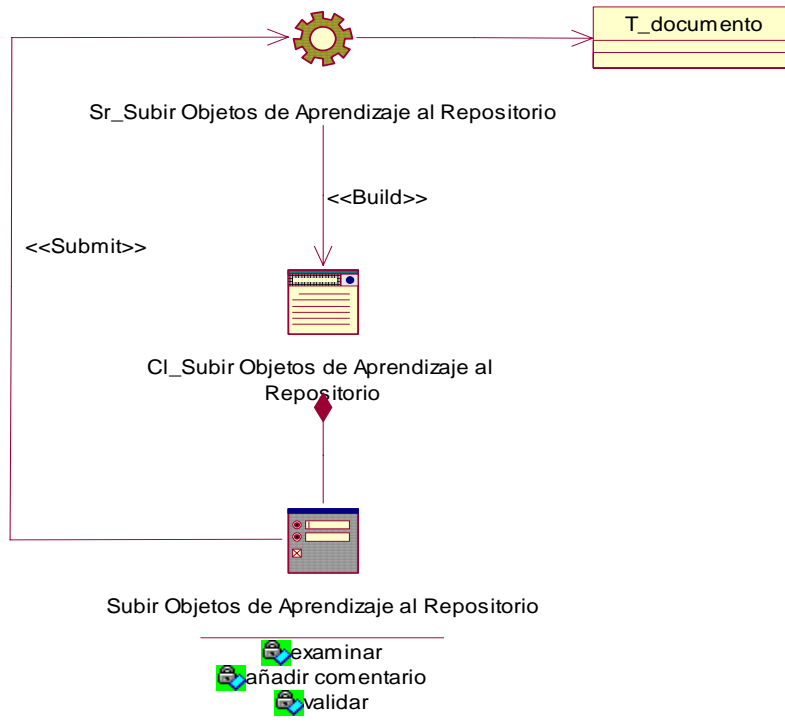 T_documento
Sr_Subir Objetos de Aprendizaje al Repositorio
<<Build>>
<<Submit>>
Cl_Subir Objetos de Aprendizaje al
Repositorio
Subir Objetos de Aprendizaje al Repositorio
examinar
añadir comentario
validar